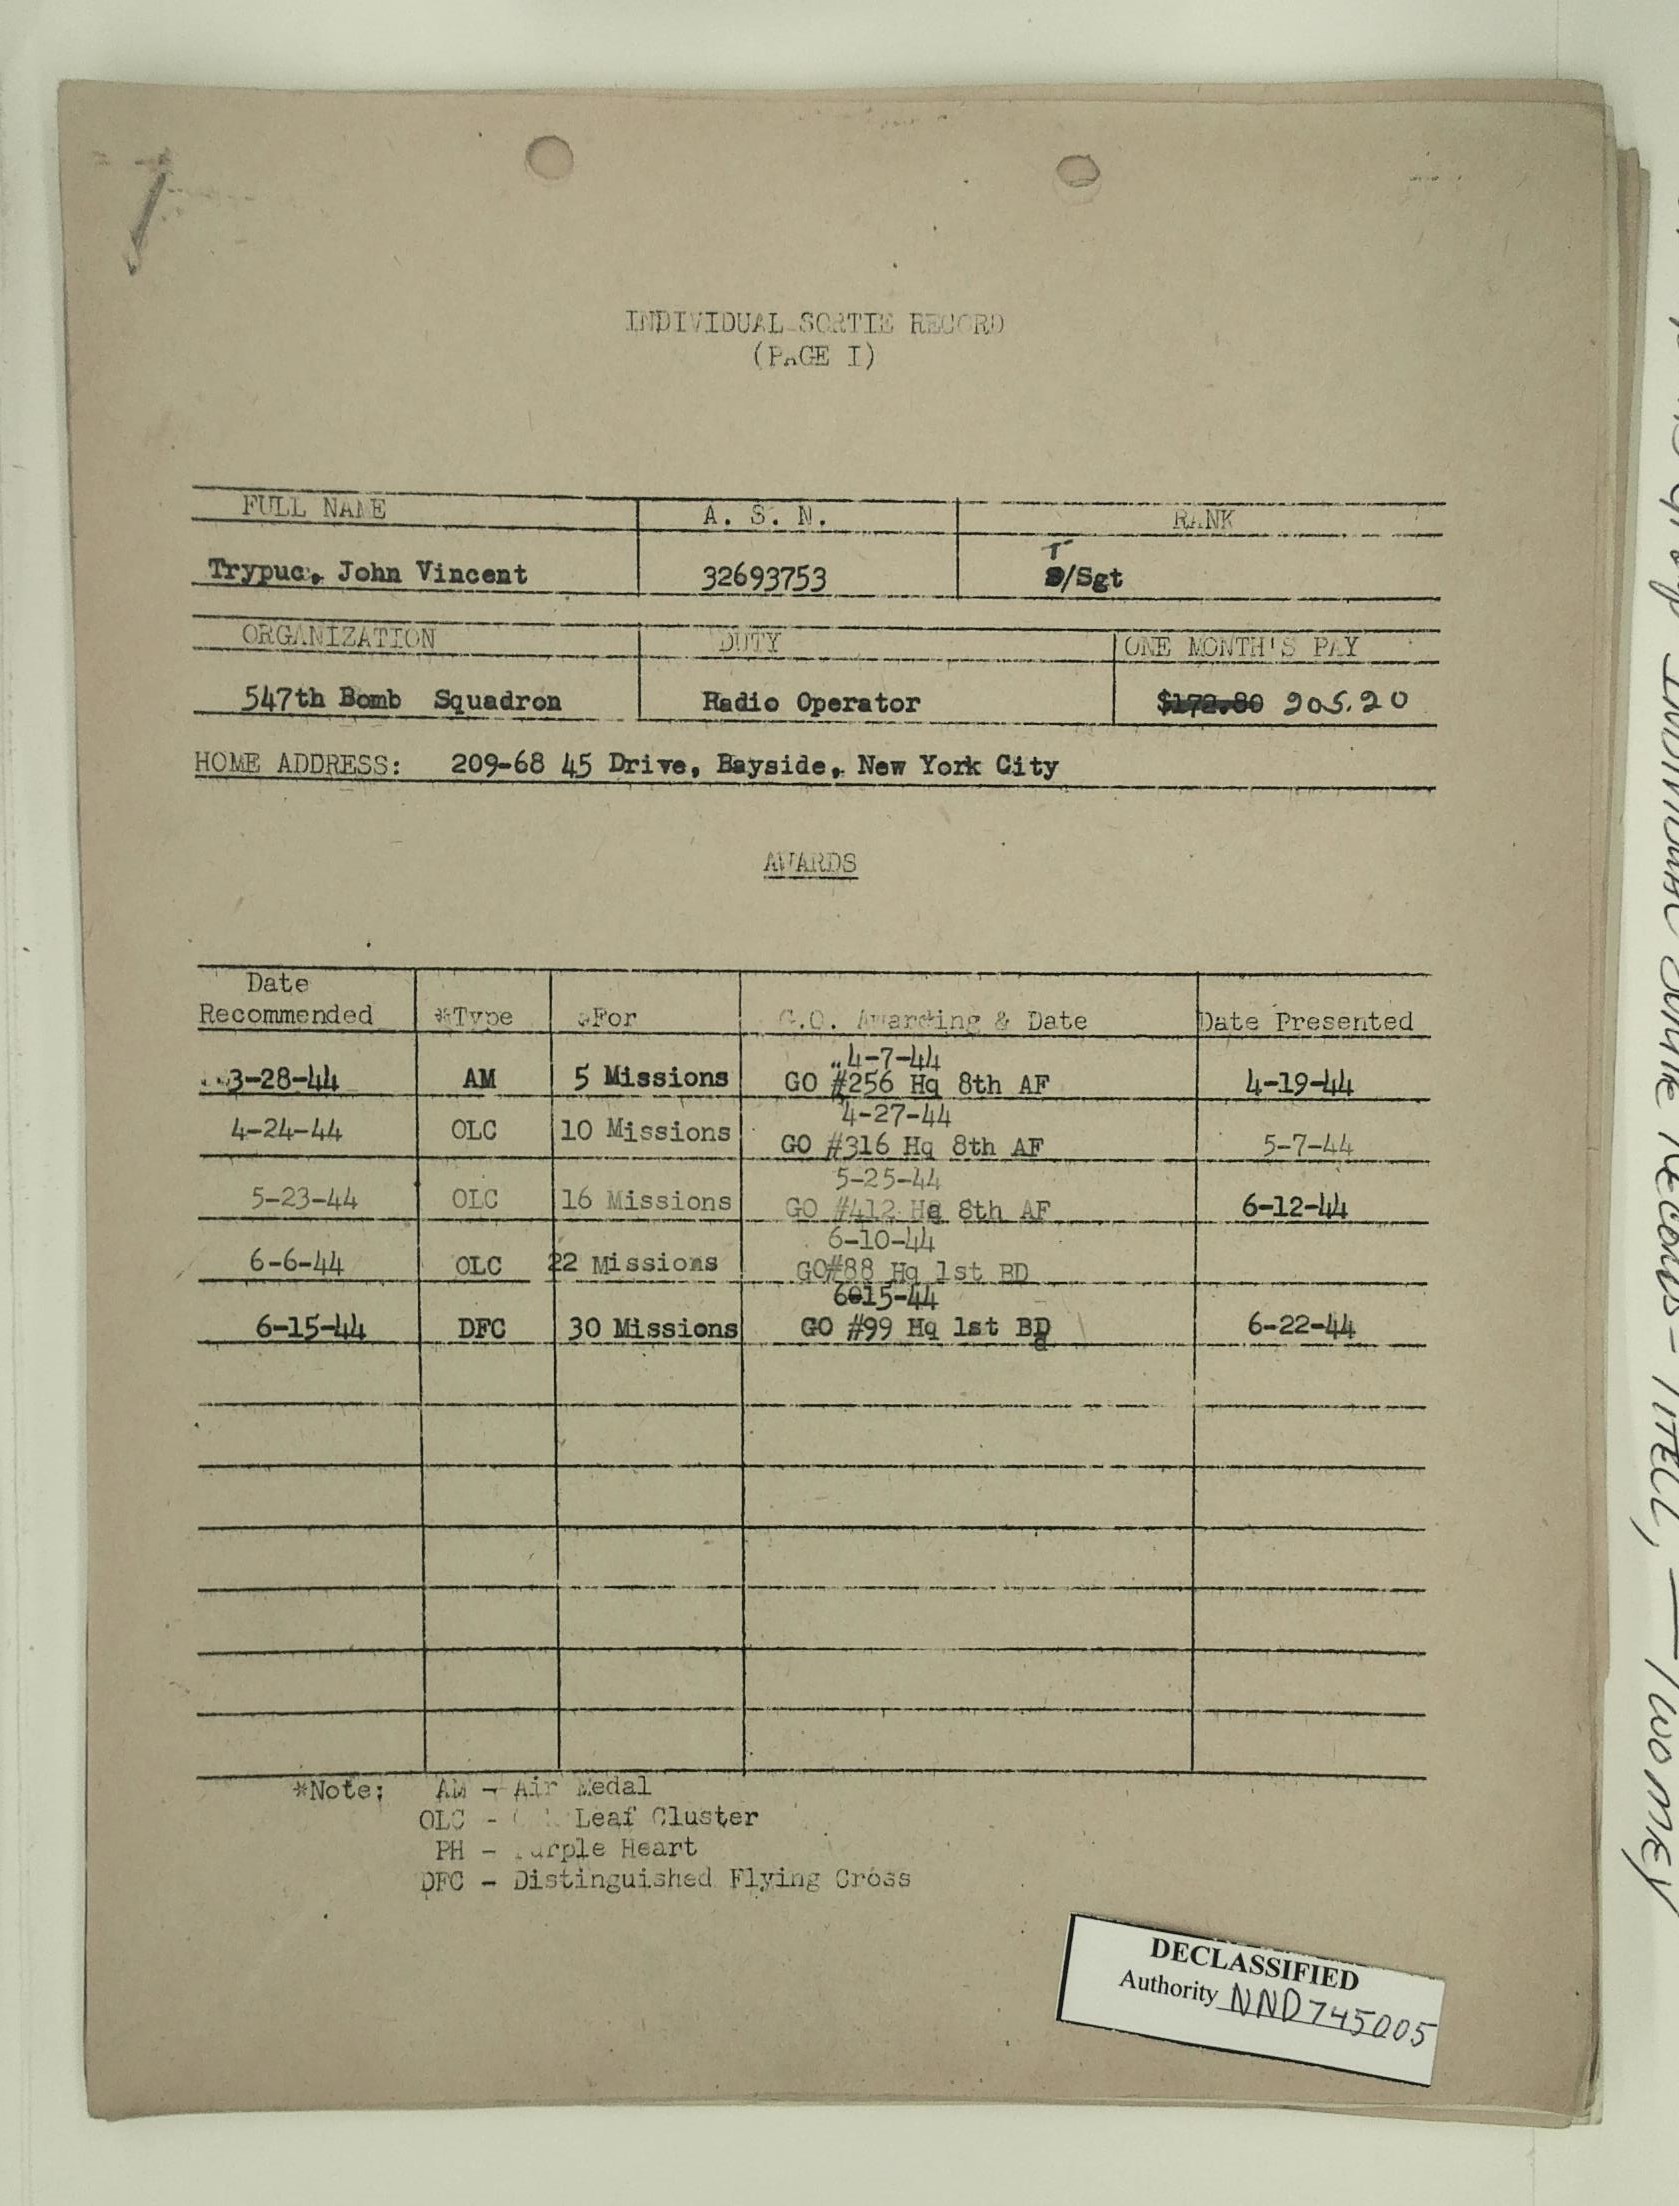 INDIVIDUAL SORTIE RECORD
(PAGE I)
FULL NAME A. S. N. RANK
T
Trypuc, John Vincent 32693753 S/Sgt
ORGANIZATION DUTY ONE MONTH'S PAY
547th Bomb Squadron Radio Operator $172.80 205.20
HOME ADDRESS: 209-68 45 Drive, Bayside, New York City
AWARDS
Date
Recommended *Type *For G.O. Awarding & Date Date Presented
4-7-44
3-28-44 AM 5 Missions GO #256 Hq 8th AF 4-19-44
4-27-44
4-24-44 OLC 10 Missions GO #316 Hq 8th AF 5-7-44
5-25-44
5-23-44 OLC 16 Missions GO #412 Hq 8th AF 6-12-44
6-10-44
6-6-44 OLC 22 Missions GO#88 Hq 1st BD
6-15-44
6-15-44 DFC 30 Missions GO #99 Hq 1st BD 6-22-44
*Note; AM - Air Medal
OLC - Leaf Cluster
PH - Purple Heart
DFC - Distinguished Flying Cross
DECLASSIFIED
Authority NND745005
Individual Sortie Records - TITELL, - Twomey